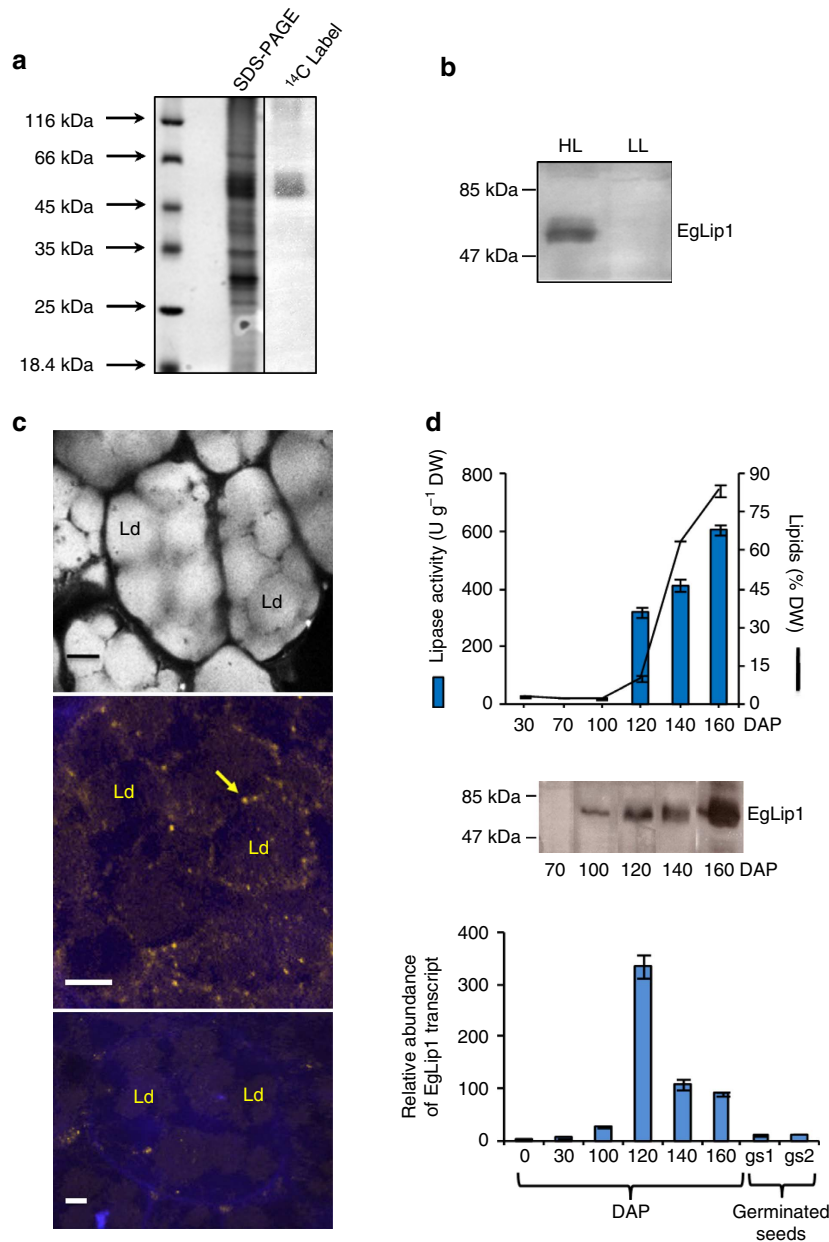 a
SDS-PAGE
¹⁴C Label
116 kDa
66 kDa
45 kDa
35 kDa
25 kDa
18.4 kDa
b
HL LL
85 kDa
47 kDa
EgLip1
c
Ld
Ld
Ld
Ld
Ld
Ld
d
Lipase activity (U g⁻¹ DW)
800
600
400
200
0
90
75
60
45
30
15
0
Lipids (% DW)
30 70 100 120 140 160 DAP
85 kDa
47 kDa
EgLip1
70 100 120 140 160 DAP
Relative abundance
of EgLip1 transcript
400
300
200
100
0
0 30 100 120 140 160 gs1 gs2
DAP
Germinated
seeds